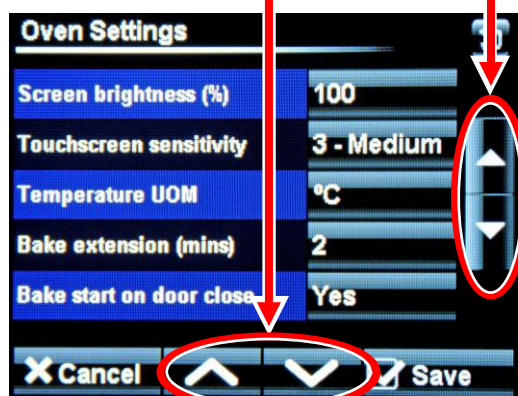 Oven Settings
Screen brightness (%) 100
Touchscreen sensitivity 3 - Medium
Temperature UOM ºC
Bake extension (mins) 2
Bake start on door close Yes
Cancel Save